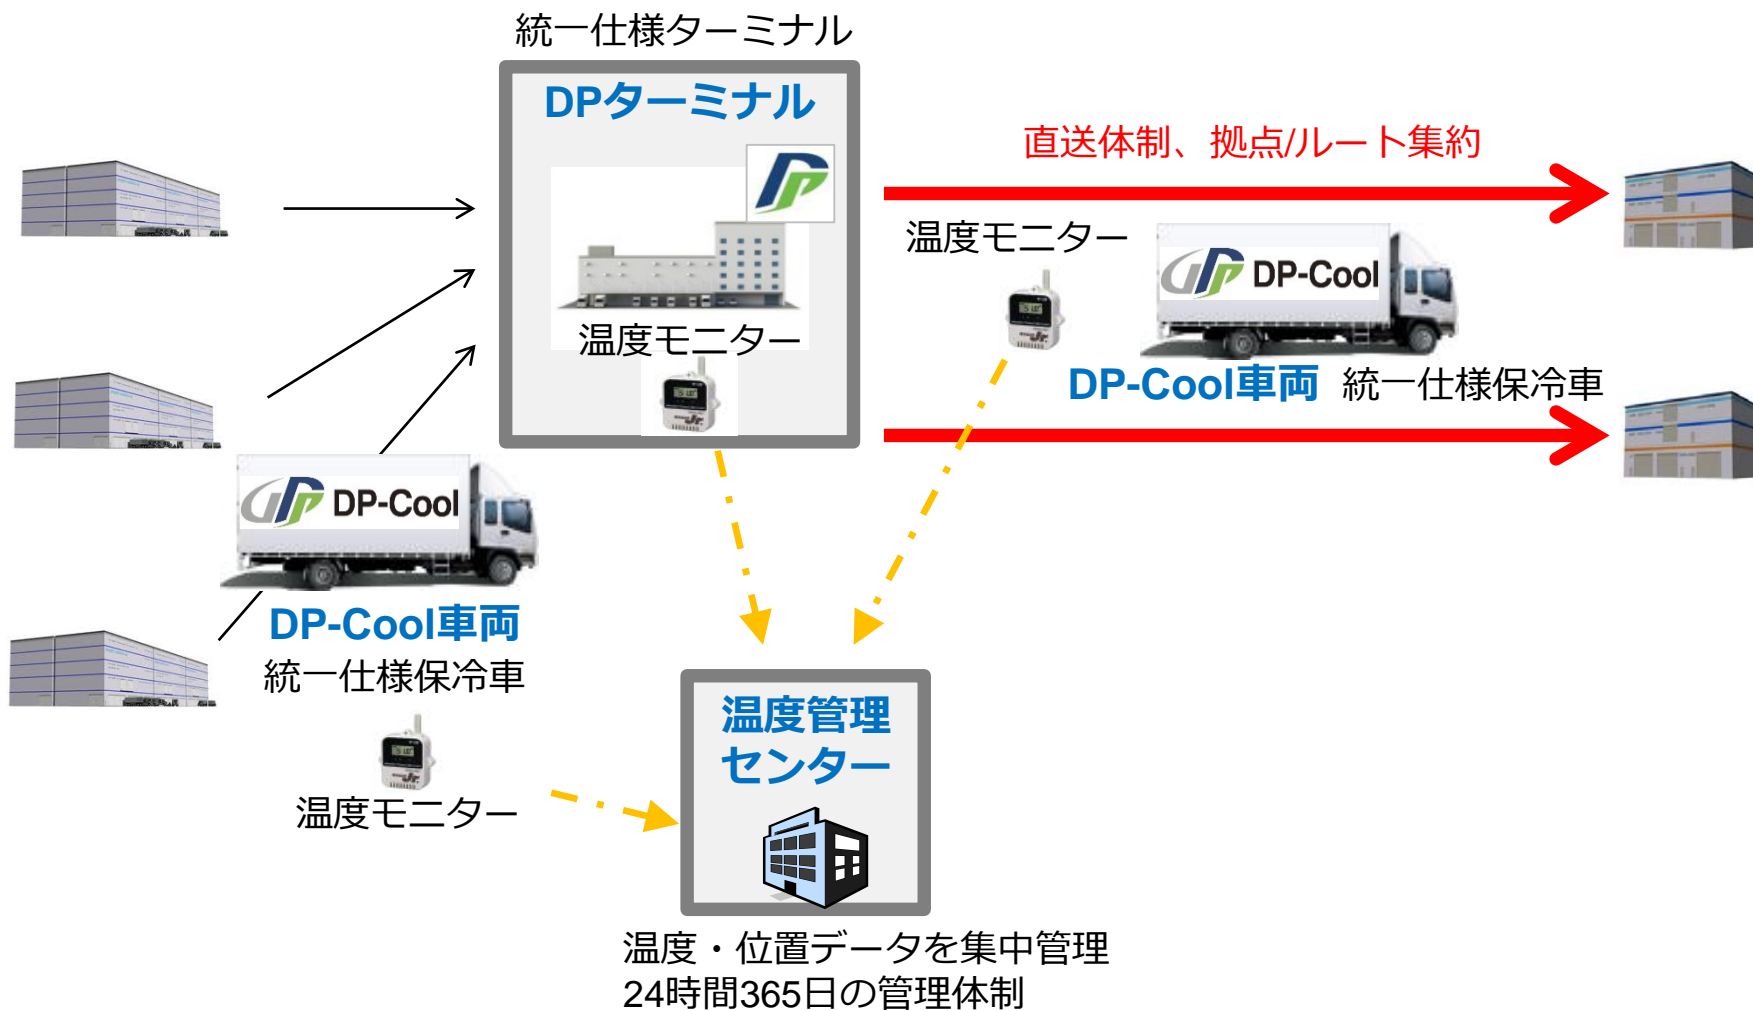 統一仕様ターミナル
DPターミナル
温度モニター
直送体制、拠点/ルート集約
温度モニター
DP-Cool
DP-Cool車両 統一仕様保冷車
DP-Cool
DP-Cool車両
統一仕様保冷車
温度モニター
温度管理
センター
温度・位置データを集中管理
24時間365日の管理体制